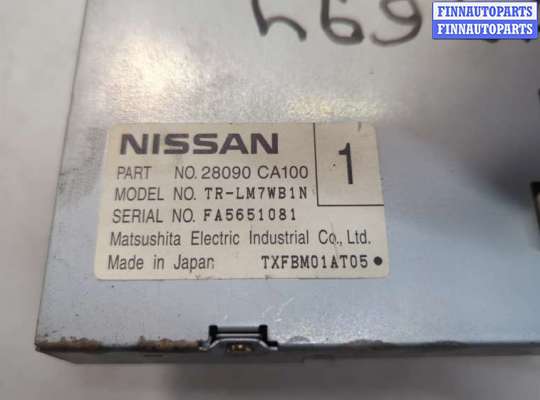 FINNAUTOPARTS
FINNAUTOPARTS
694
NISSAN
1
PART NO. 28090 CA100
MODEL NO. TR-LM7WB1N
SERIAL NO. FA5651081
Matsushita Electric Industrial Co., Ltd.
Made in Japan TXFBM01AT05